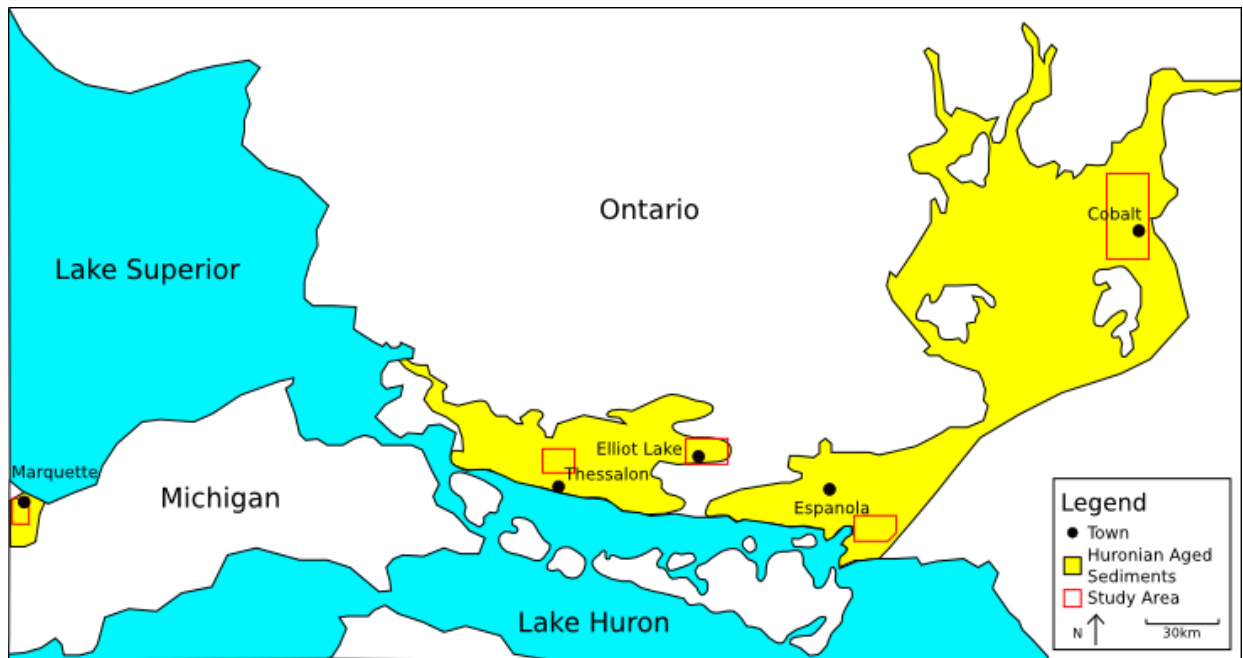 Ontario
Cobalt
Lake Superior
Elliot Lake
Marquette
Thessalon
Michigan
Espanola
Lake Huron
Legend
Town
Huronian Aged
Sediments
Study Area
N
30km